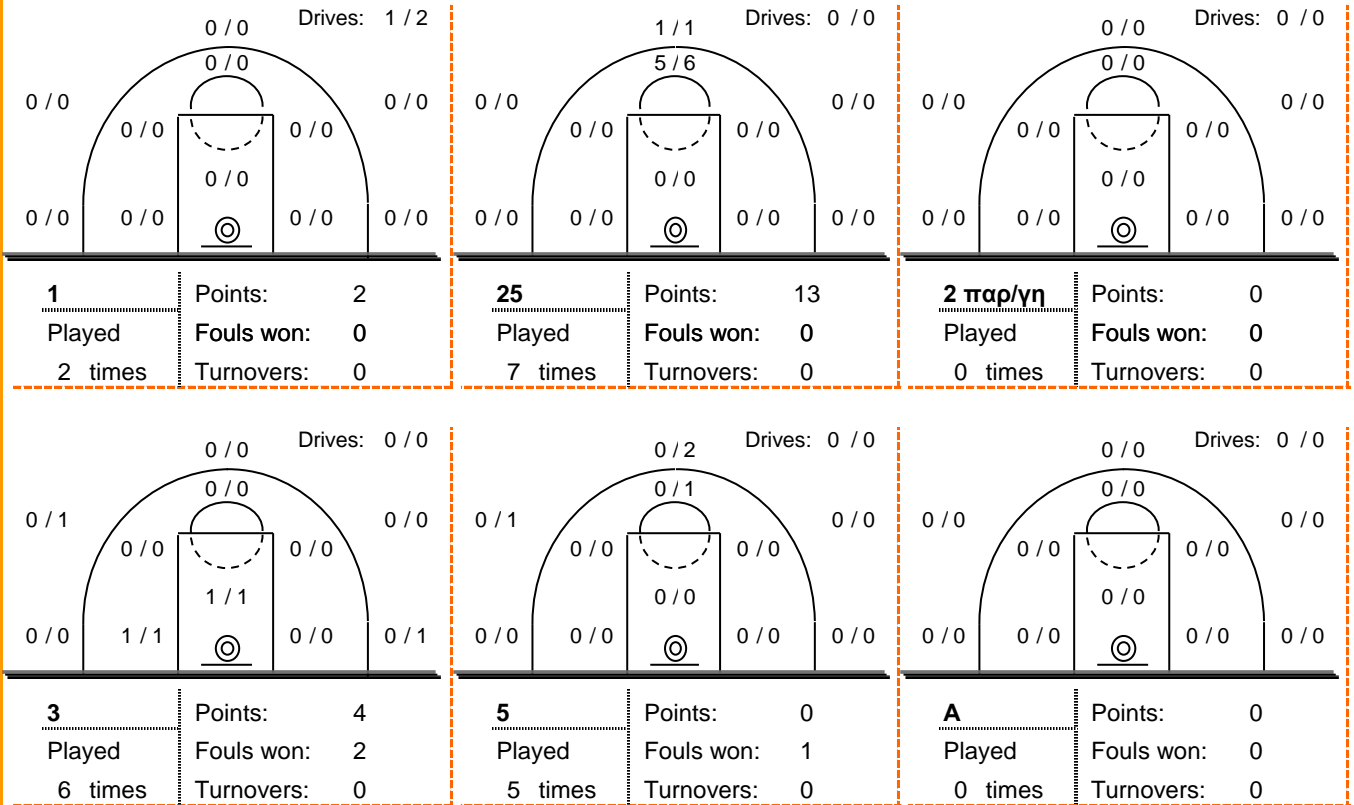 0 / 0 Drives: 1 / 2
0 / 0
0 / 0 0 / 0
0 / 0 0 / 0
0 / 0
0 / 0 0 / 0 0 / 0 0 / 0
1 Points: 2
Played Fouls won: 0
2 times Turnovers: 0
1 / 1 Drives: 0 / 0
5 / 6
0 / 0 0 / 0
0 / 0 0 / 0
0 / 0
0 / 0 0 / 0 0 / 0 0 / 0
25 Points: 13
Played Fouls won: 0
7 times Turnovers: 0
0 / 0 Drives: 0 / 0
0 / 0
0 / 0 0 / 0
0 / 0 0 / 0
0 / 0
0 / 0 0 / 0 0 / 0 0 / 0
2 παρ/γη Points: 0
Played Fouls won: 0
0 times Turnovers: 0
0 / 0 Drives: 0 / 0
0 / 0
0 / 1 0 / 0
0 / 0 0 / 0
1 / 1
0 / 0 1 / 1 0 / 0 0 / 1
3 Points: 4
Played Fouls won: 2
6 times Turnovers: 0
0 / 2 Drives: 0 / 0
0 / 1
0 / 1 0 / 0
0 / 0 0 / 0
0 / 0
0 / 0 0 / 0 0 / 0 0 / 0
5 Points: 0
Played Fouls won: 1
5 times Turnovers: 0
0 / 0 Drives: 0 / 0
0 / 0
0 / 0 0 / 0
0 / 0 0 / 0
0 / 0
0 / 0 0 / 0 0 / 0 0 / 0
A Points: 0
Played Fouls won: 0
0 times Turnovers: 0